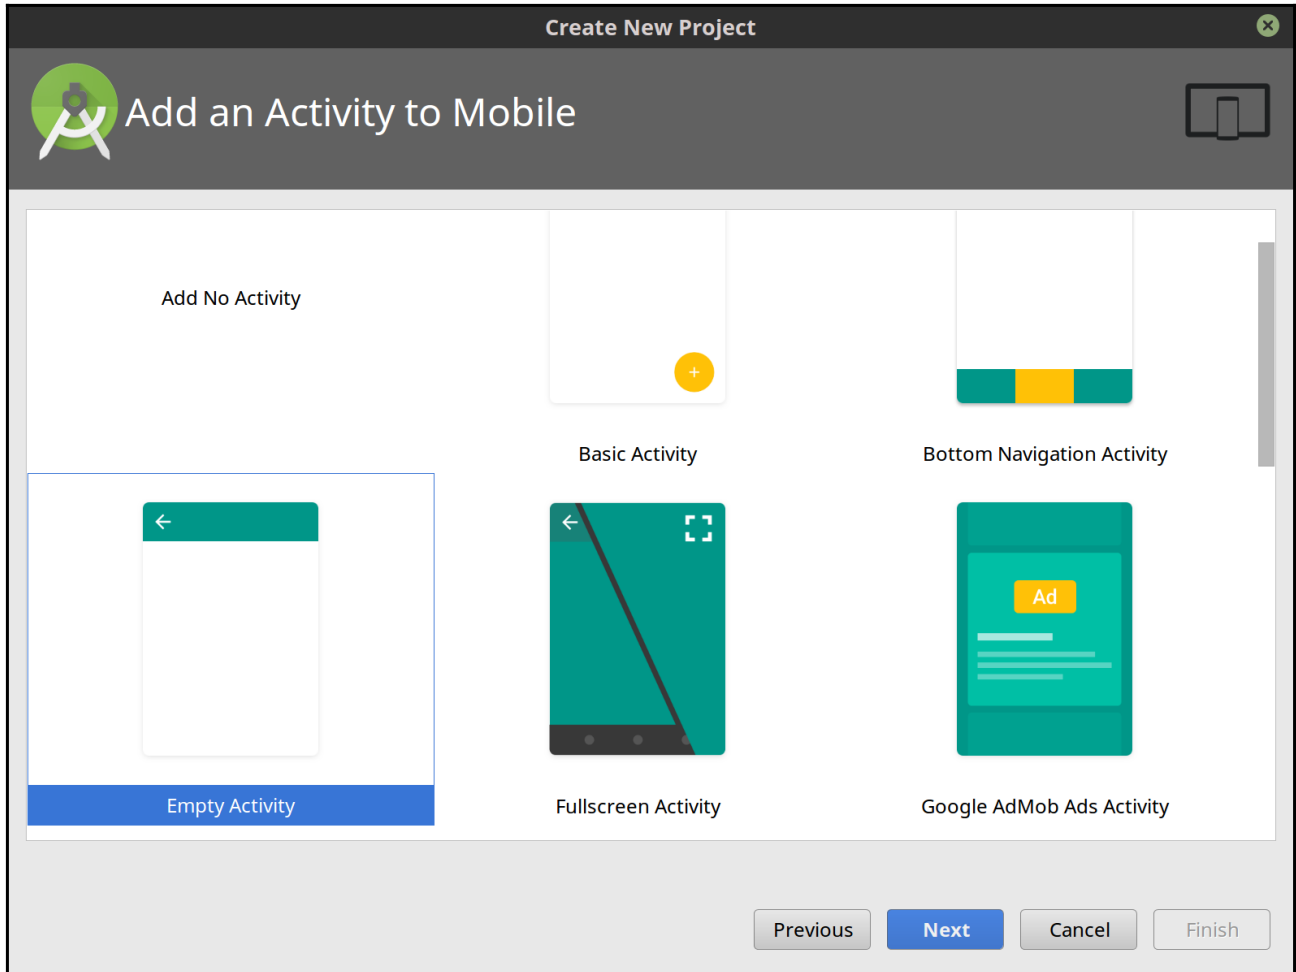 Create New Project
Add an Activity to Mobile
Add No Activity
Basic Activity
Bottom Navigation Activity
Ad
Empty Activity
Fullscreen Activity
Google AdMob Ads Activity
Previous
Next
Cancel
Finish